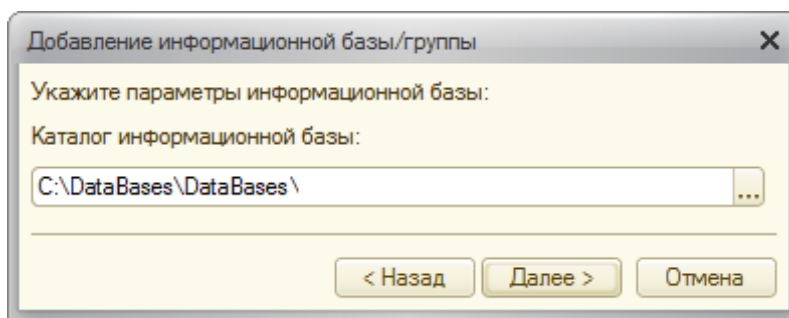 Добавление информационной базы/группы
Укажите параметры информационной базы:
Каталог информационной базы:
C:\DataBases\DataBases\
...
< Назад Далее > Отмена